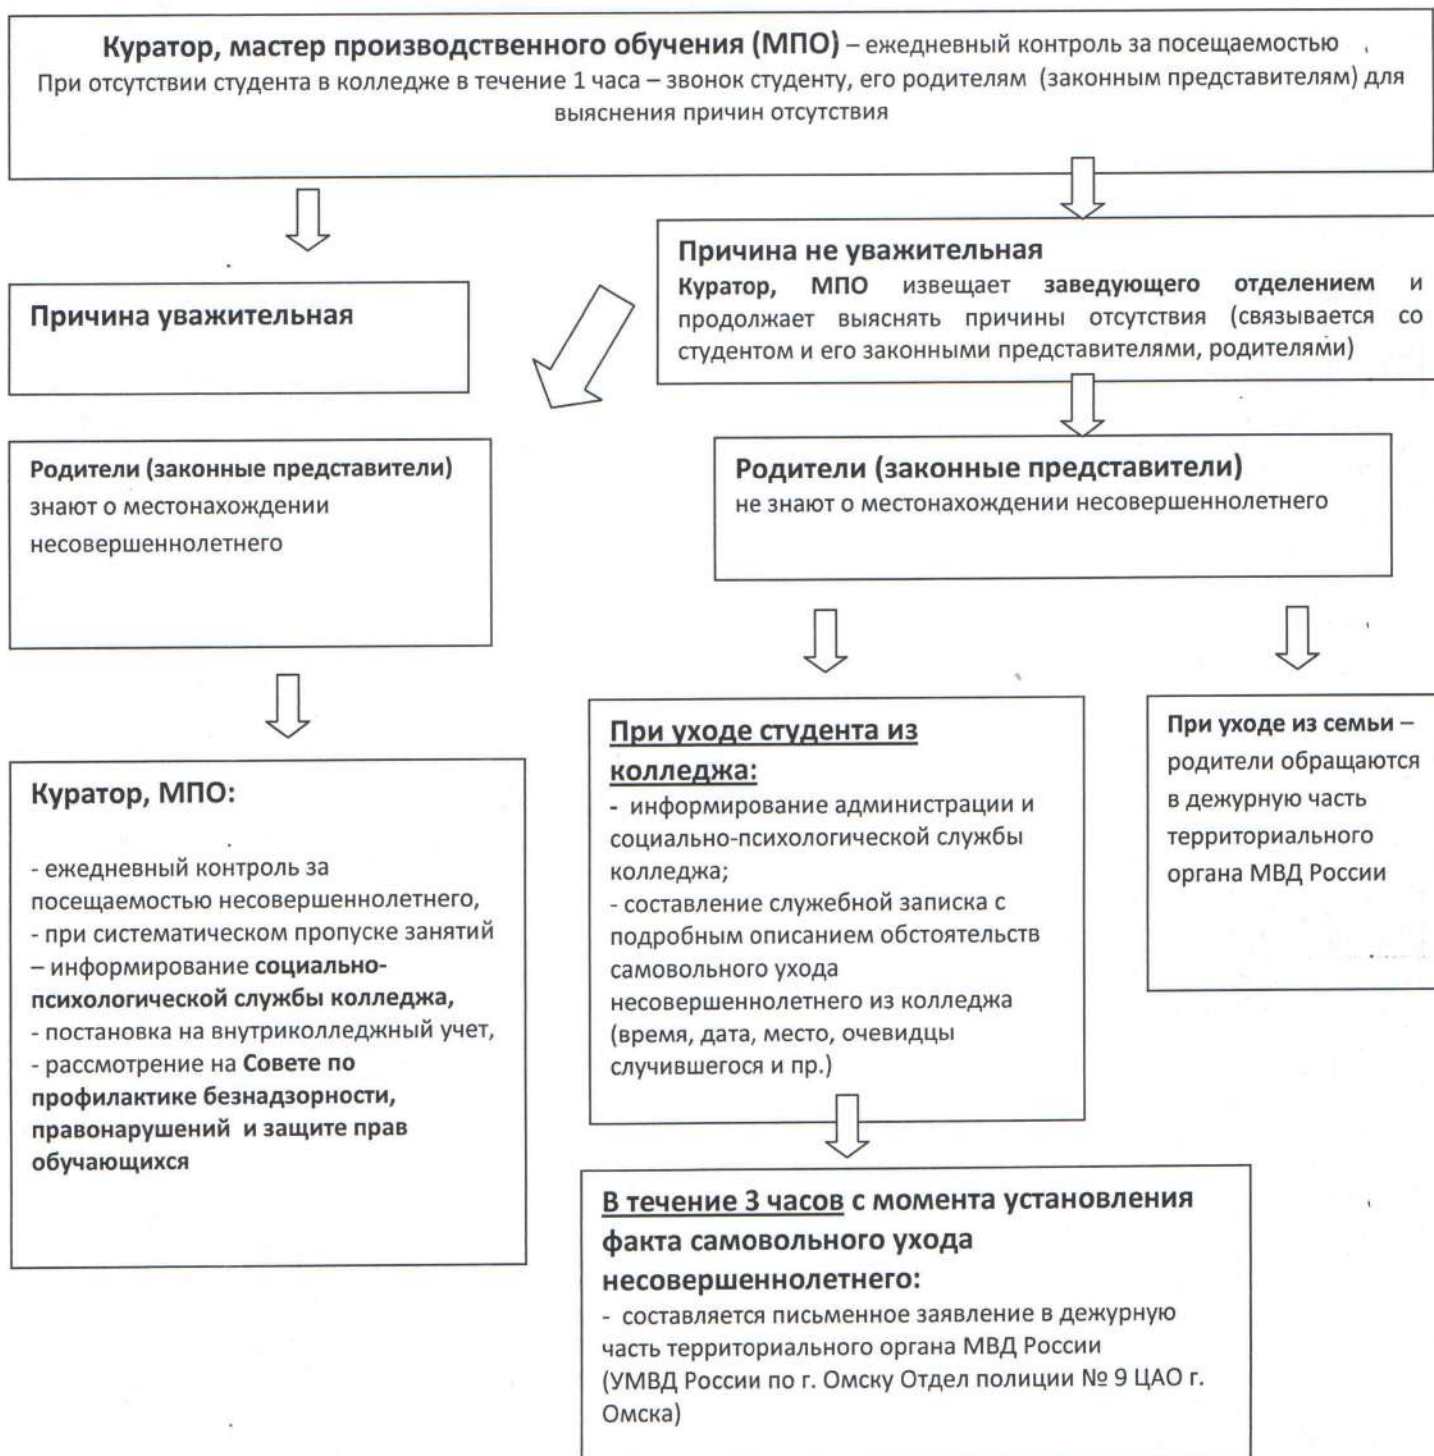 Куратор, мастер производственного обучения (МПО) – ежедневный контроль за посещаемостью
При отсутствии студента в колледже в течение 1 часа – звонок студенту, его родителям (законным представителям) для
выяснения причин отсутствия
Причина уважительная
Причина не уважительная
Куратор, МПО извещает заведующего отделением и
продолжает выяснять причины отсутствия (связывается со
студентом и его законными представителями, родителями)
Родители (законные представители)
знают о местонахождении
несовершеннолетнего
Родители (законные представители)
не знают о местонахождении несовершеннолетнего
Куратор, МПО:
- ежедневный контроль за
посещаемостью несовершеннолетнего,
- при систематическом пропуске занятий
– информирование социально-
психологической службы колледжа,
- постановка на внутриколледжный учет,
- рассмотрение на Совете по
профилактике безнадзорности,
правонарушений и защите прав
обучающихся
При уходе студента из
колледжа:
- информирование администрации и
социально-психологической службы
колледжа;
- составление служебной записка с
подробным описанием обстоятельств
самовольного ухода
несовершеннолетнего из колледжа
(время, дата, место, очевидцы
случившегося и пр.)
При уходе из семьи –
родители обращаются
в дежурную часть
территориального
органа МВД России
В течение 3 часов с момента установления
факта самовольного ухода
несовершеннолетнего:
- составляется письменное заявление в дежурную
часть территориального органа МВД России
(УМВД России по г. Омску Отдел полиции № 9 ЦАО г.
Омска)